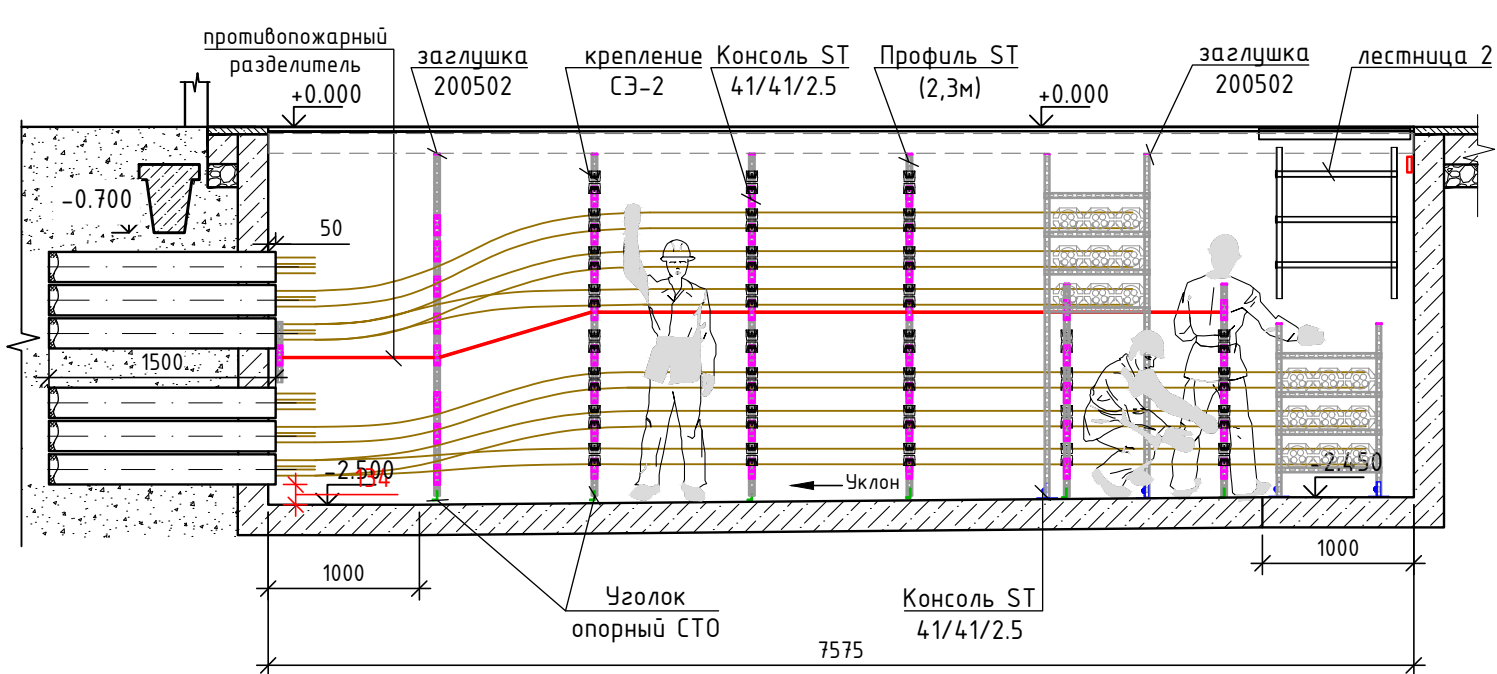 противопожарный
разделитель
заглушка
200502
крепление
СЭ-2
Консоль ST
41/41/2.5
Профиль ST
(2,3м)
заглушка
200502
лестница 2
+0.000
+0.000
-0.700
50
1500
-2.500
134
Уклон
-2.450
1000
1000
Уголок
опорный СТО
Консоль ST
41/41/2.5
7575